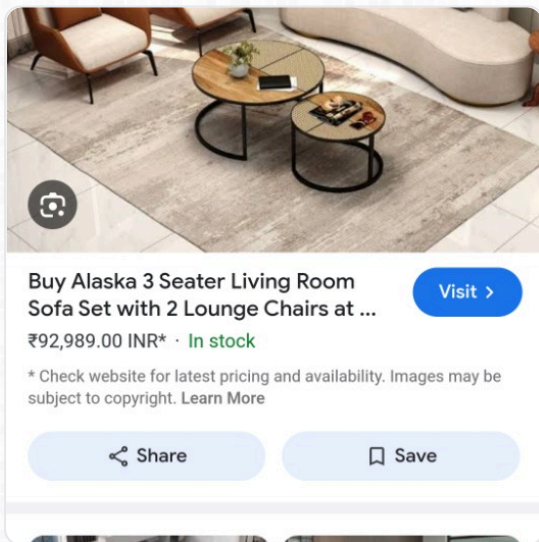 Buy Alaska 3 Seater Living Room
Sofa Set with 2 Lounge Chairs at ...
Visit >
₹92,989.00 INR* · In stock
* Check website for latest pricing and availability. Images may be
subject to copyright. Learn More
Share
Save